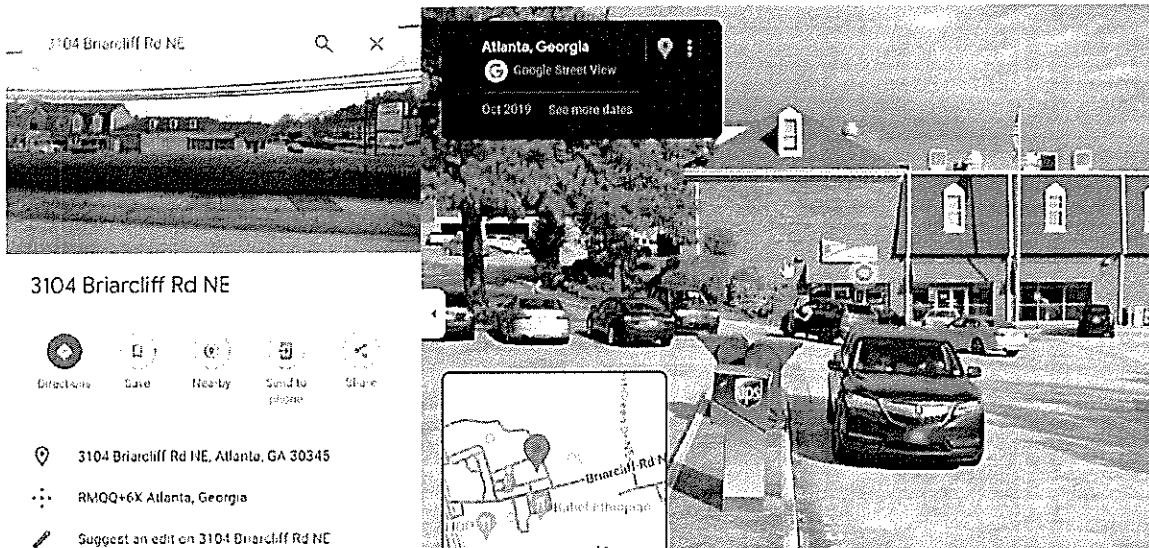 3104 Briarcliff Rd NE
3104 Briarcliff Rd NE
Directions
Save
Nearby
Send to
phone
Share
3104 Briarcliff Rd NE, Atlanta, GA 30345
RMQQ+6X Atlanta, Georgia
Suggest an edit on 3104 Briarcliff Rd NE
Atlanta, Georgia
Google Street View
Oct 2019 See more dates
ups
Briarcliff Rd N